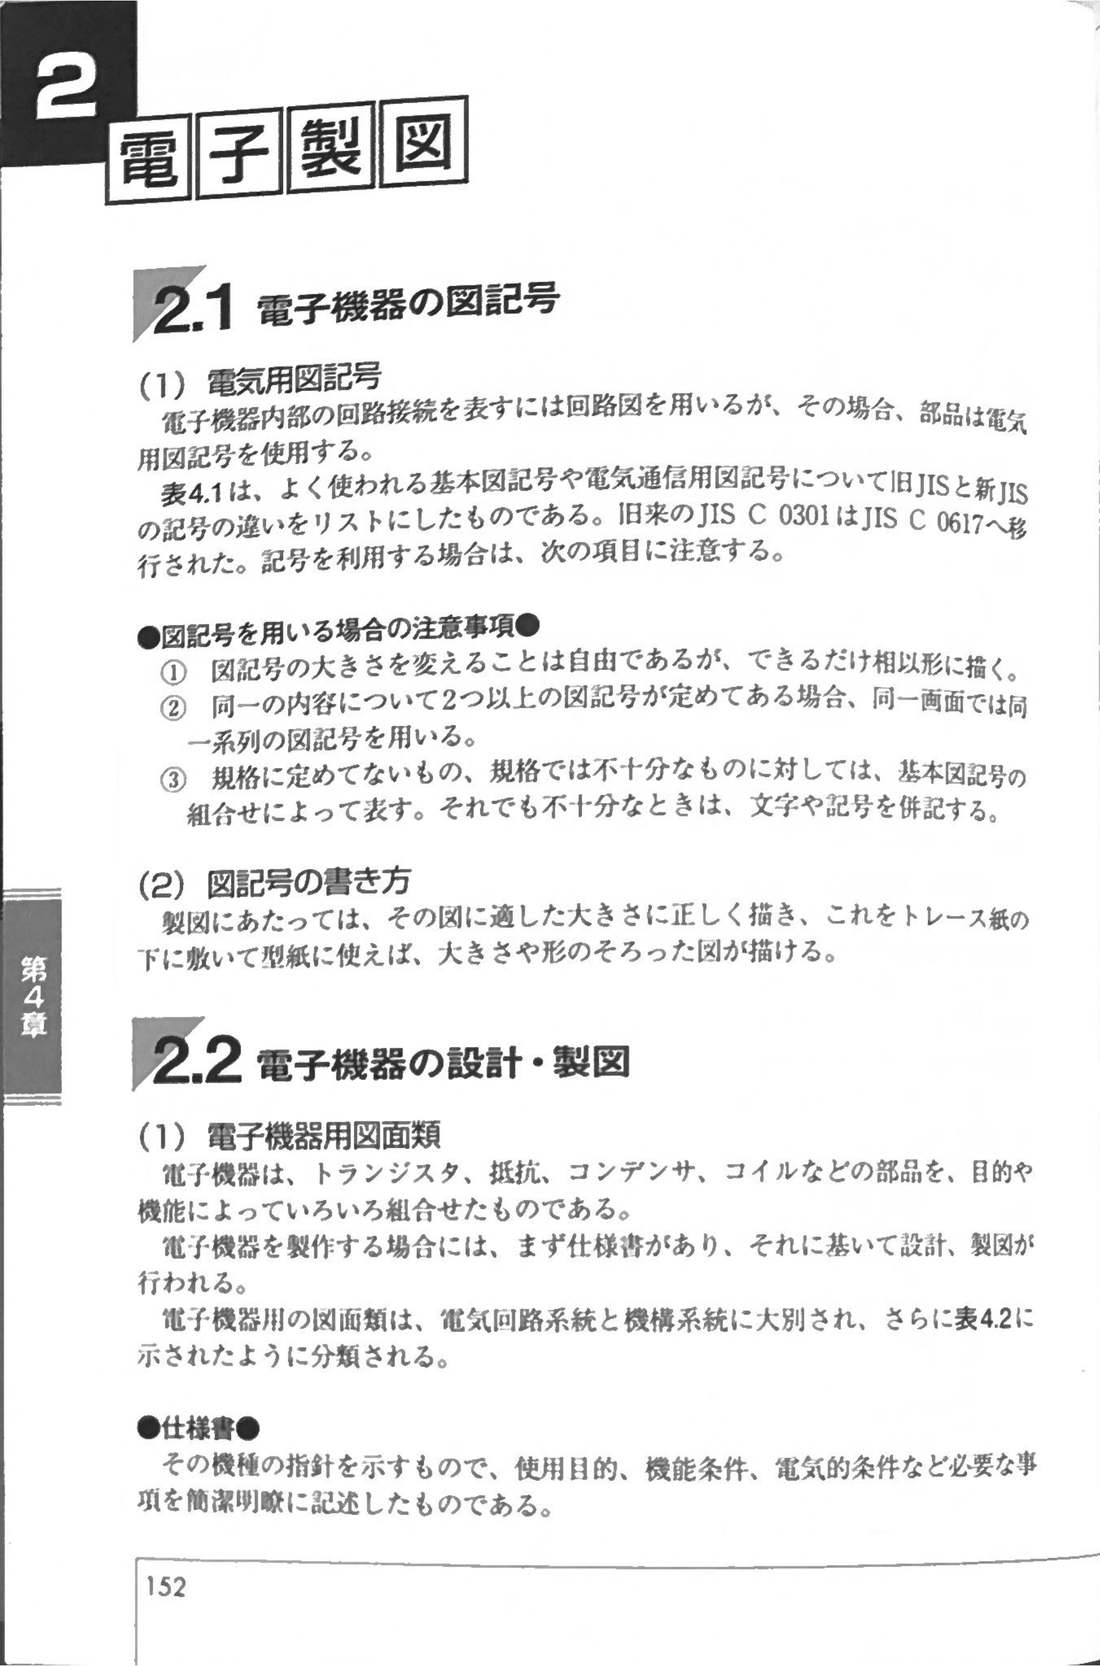 2
電子製図
2.1 電子機器の図記号
(1) 電気用図記号
電子機器内部の回路接続を表すには回路図を用いるが、その場合、部品は電気
用図記号を使用する。
表4.1は、よく使われる基本図記号や電気通信用図記号について旧JISと新JIS
の記号の違いをリストにしたものである。旧来のJIS C 0301はJIS C 0617へ移
行された。記号を利用する場合は、次の項目に注意する。
●図記号を用いる場合の注意事項●
① 図記号の大きさを変えることは自由であるが、できるだけ相以形に描く。
② 同一の内容について2つ以上の図記号が定めてある場合、同一画面では同
一系列の図記号を用いる。
③ 規格に定めてないもの、規格では不十分なものに対しては、基本図記号の
組合せによって表す。それでも不十分なときは、文字や記号を併記する。
(2) 図記号の書き方
製図にあたっては、その図に適した大きさに正しく描き、これをトレース紙の
下に敷いて型紙に使えば、大きさや形のそろった図が描ける。
第4章
2.2 電子機器の設計・製図
(1) 電子機器用図面類
電子機器は、トランジスタ、抵抗、コンデンサ、コイルなどの部品を、目的や
機能によっていろいろ組合せたものである。
電子機器を製作する場合には、まず仕様書があり、それに基いて設計、製図が
行われる。
電子機器用の図面類は、電気回路系統と機構系統に大別され、さらに表4.2に
示されたように分類される。
●仕様書●
その機種の指針を示すもので、使用目的、機能条件、電気的条件など必要な事
項を簡潔明瞭に記述したものである。
152